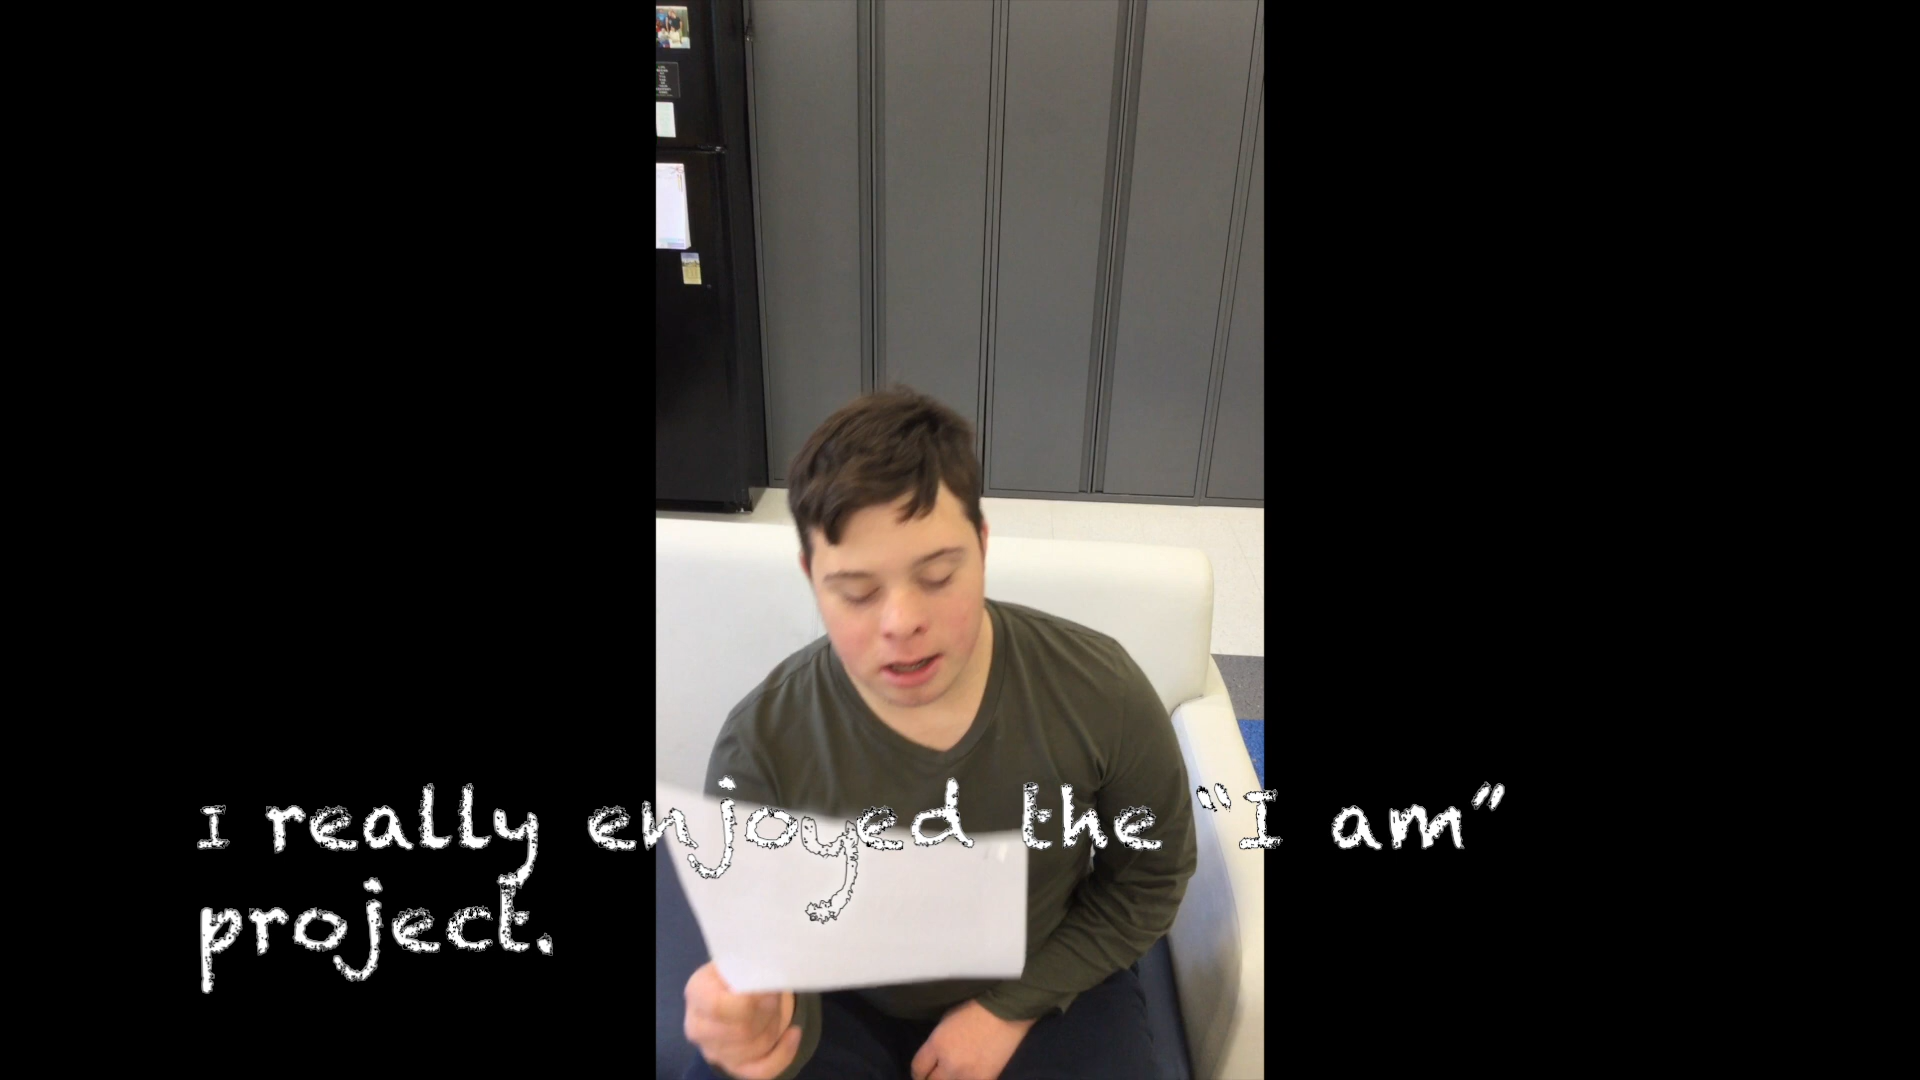 I really enjoyed the “I am”
project.